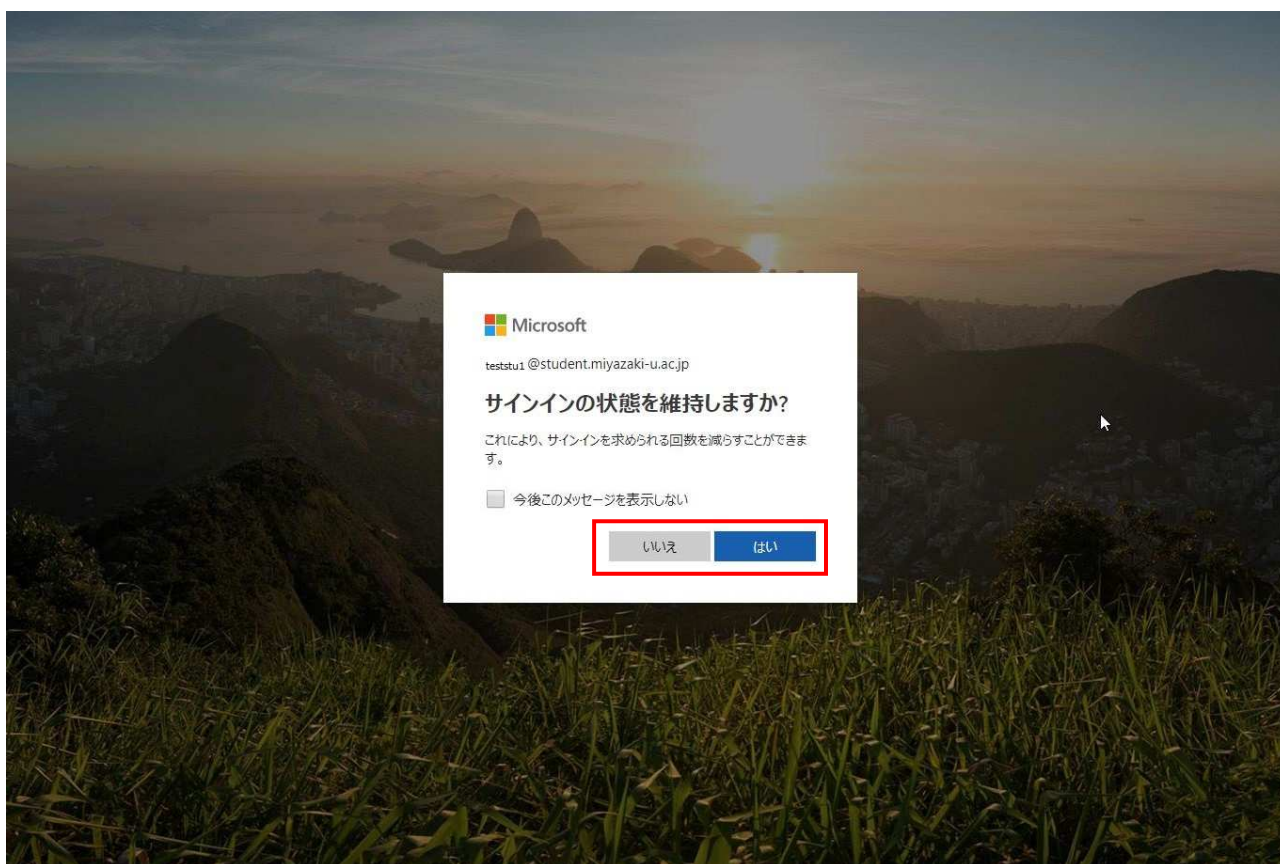 Microsoft
teststu1@student.miyazaki-u.ac.jp
サインインの状態を維持しますか?
これにより、サインインを求められる回数を減らすことができま
す。
今後このメッセージを表示しない
いいえ はい